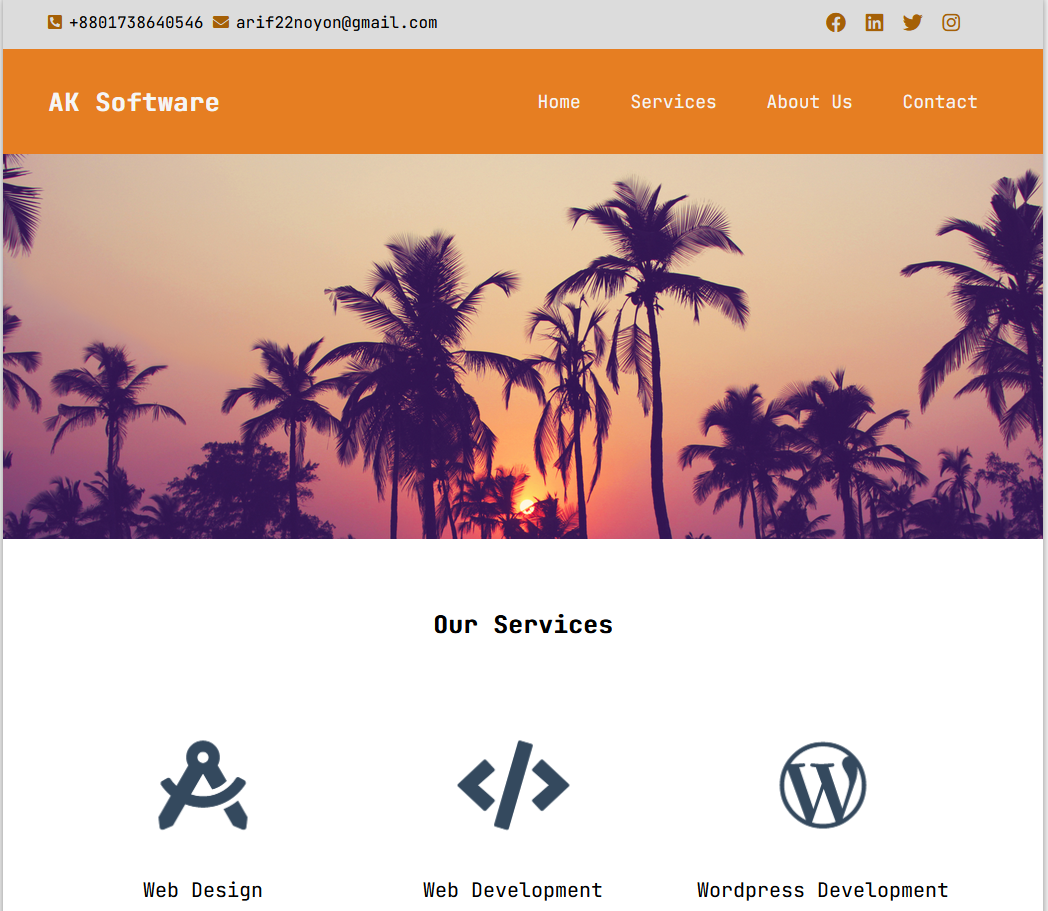 +8801738640546 arif22noyon@gmail.com
AK Software Home Services About Us Contact
Our Services
Web Design Web Development Wordpress Development